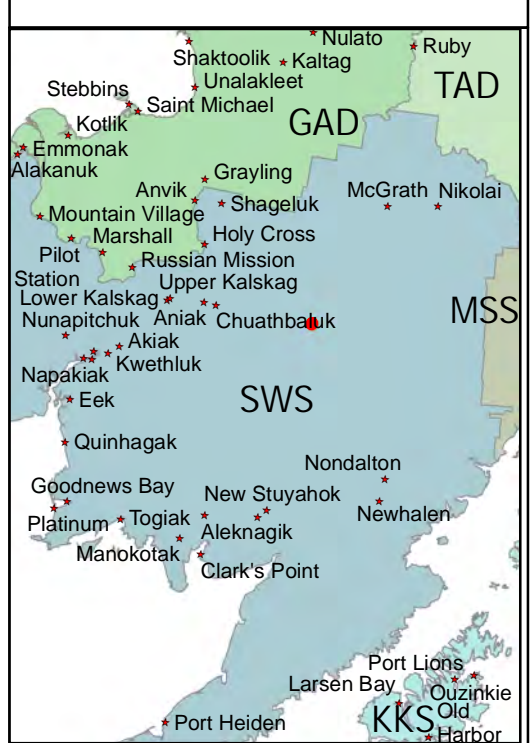 Nulato
Ruby
Shaktoolik
Kaltag
TAD
Unalakleet
Stebbins
Saint Michael
GAD
Kotlik
Emmonak
Alakanuk
Grayling
McGrath
Nikolai
Anvik
Shageluk
Mountain Village
Marshall
Holy Cross
Pilot
Station
Russian Mission
Upper Kalskag
Lower Kalskag
MSS
Nunapitchuk
Aniak
Chuathbaluk
Akiak
Kwethluk
Napakiak
SWS
Eek
Quinhagak
Nondalton
Goodnews Bay
New Stuyahok
Newhalen
Platinum
Togiak
Aleknagik
Manokotak
Clark's Point
Port Lions
Larsen Bay
Ouzinkie
KKS
Old
Harbor
Port Heiden